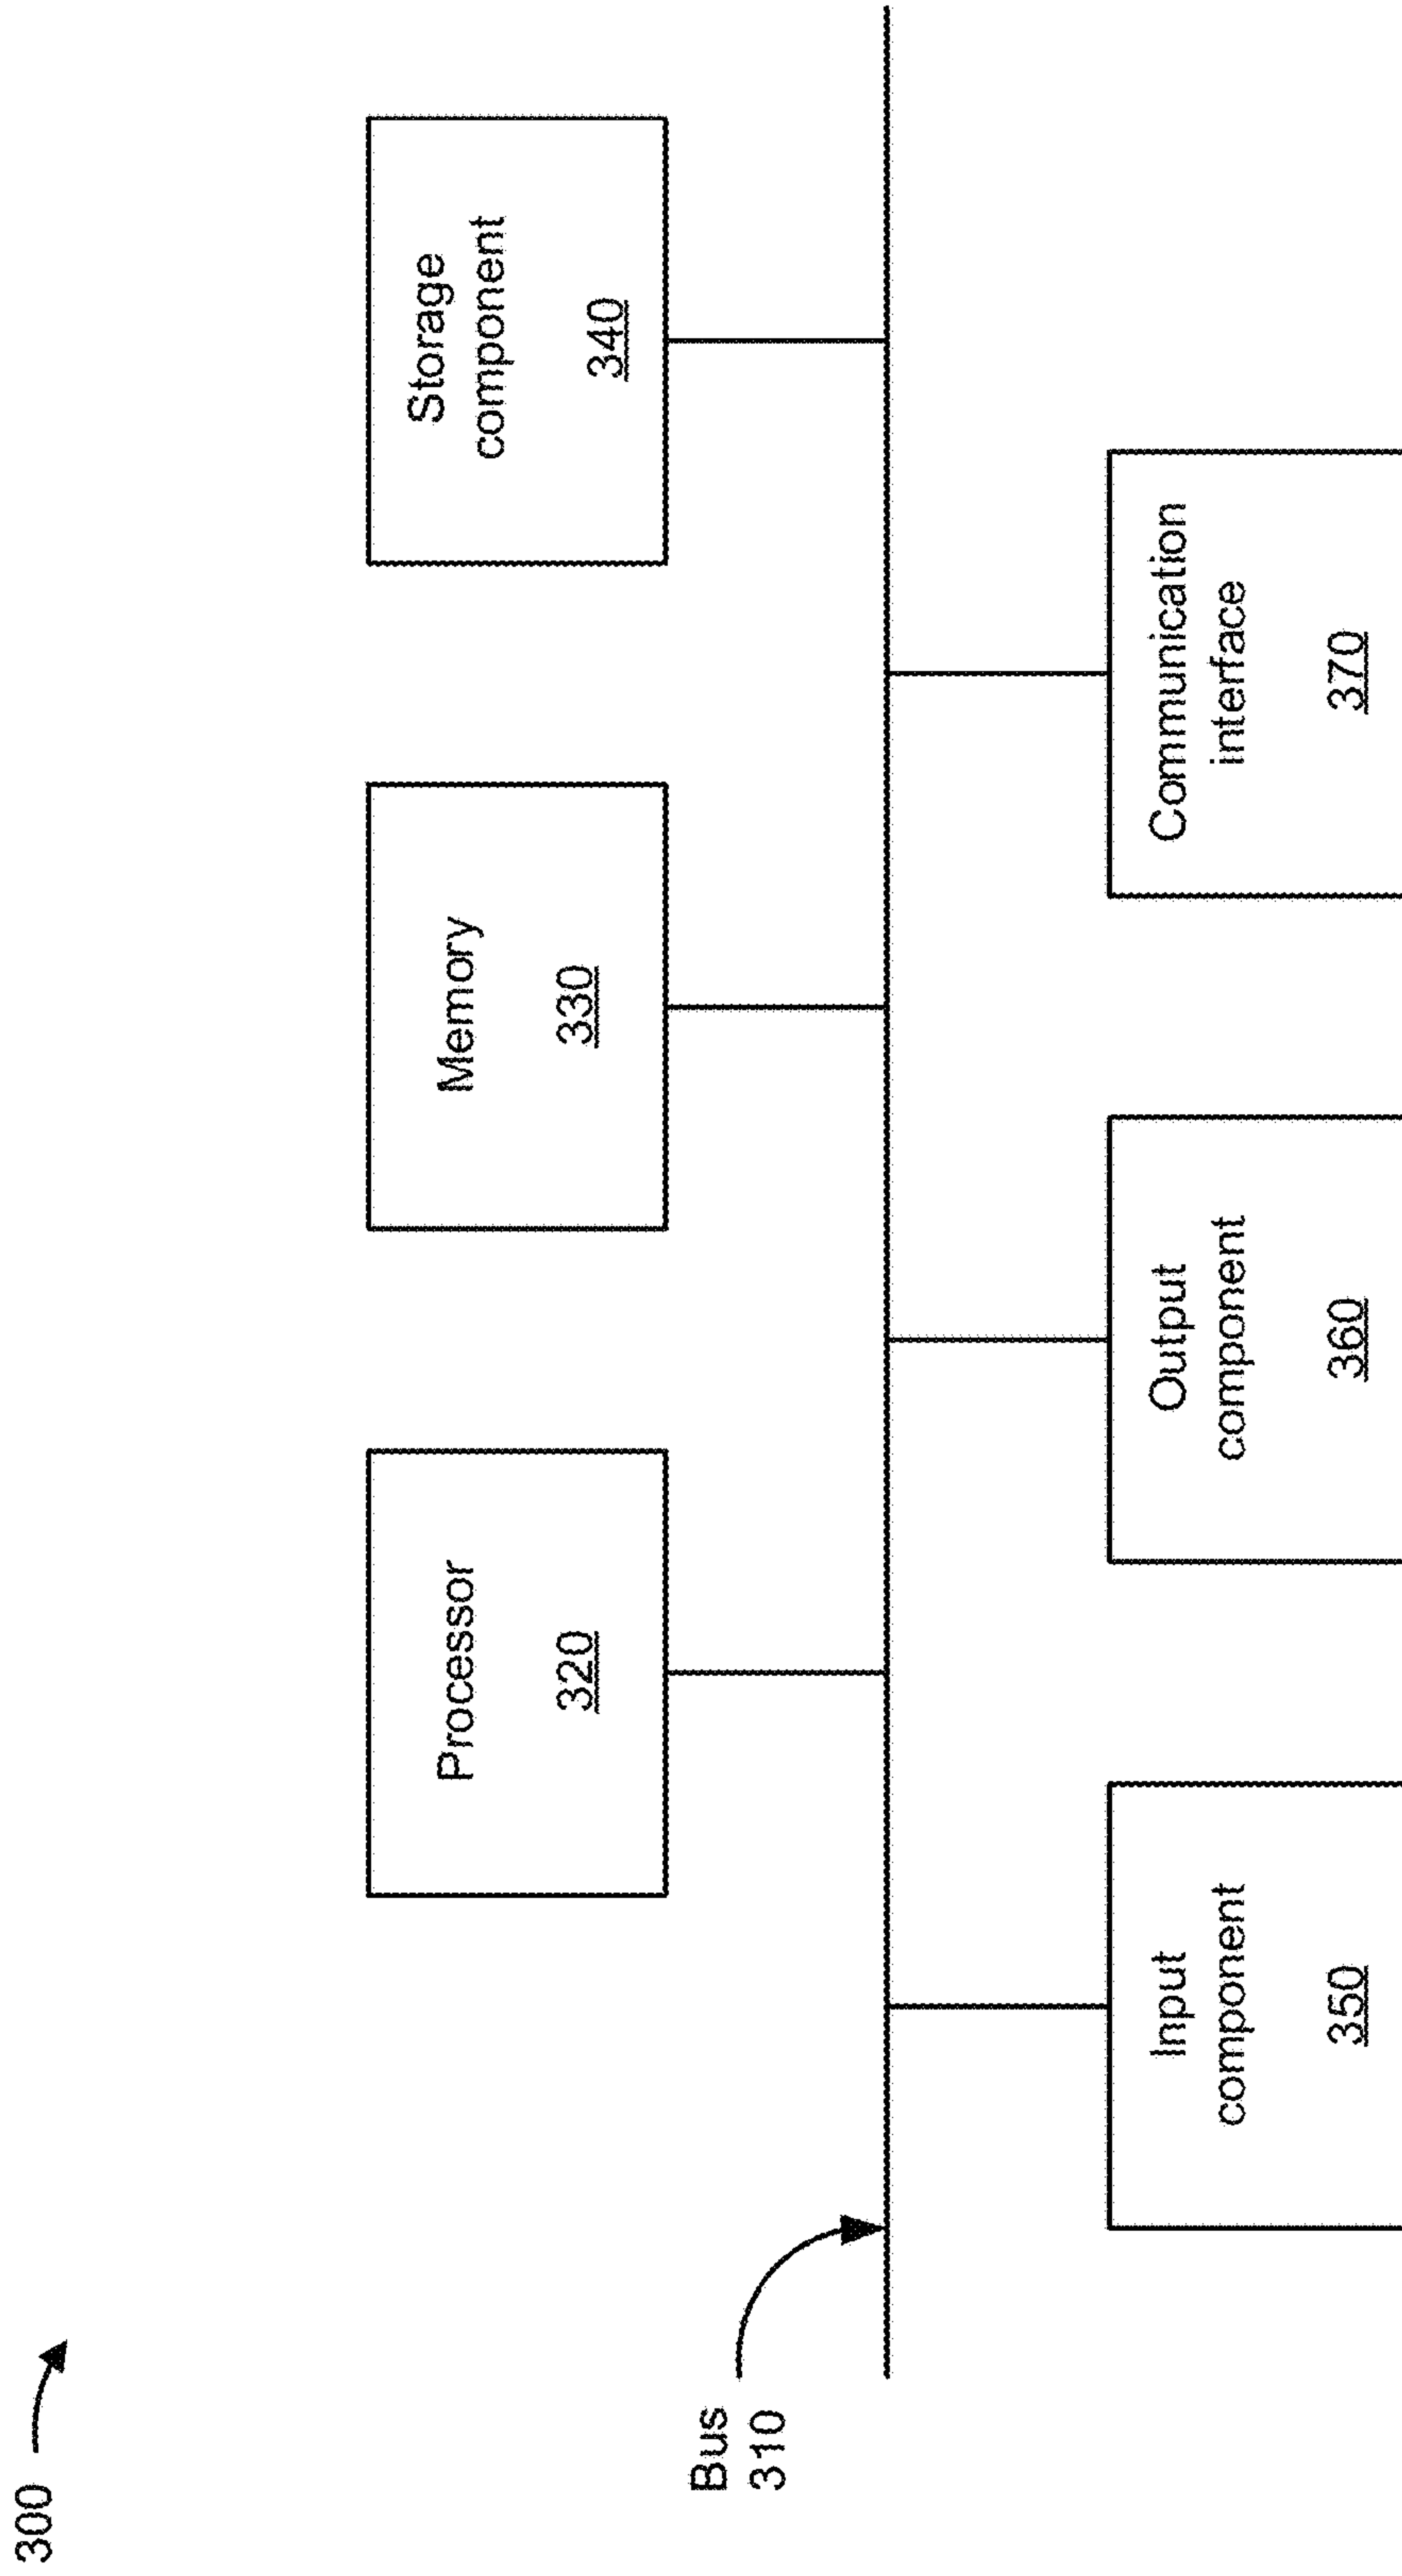 300
Bus
310
Processor
320
Memory
330
Storage
component
340
Input
component
350
Output
component
360
Communication
interface
370